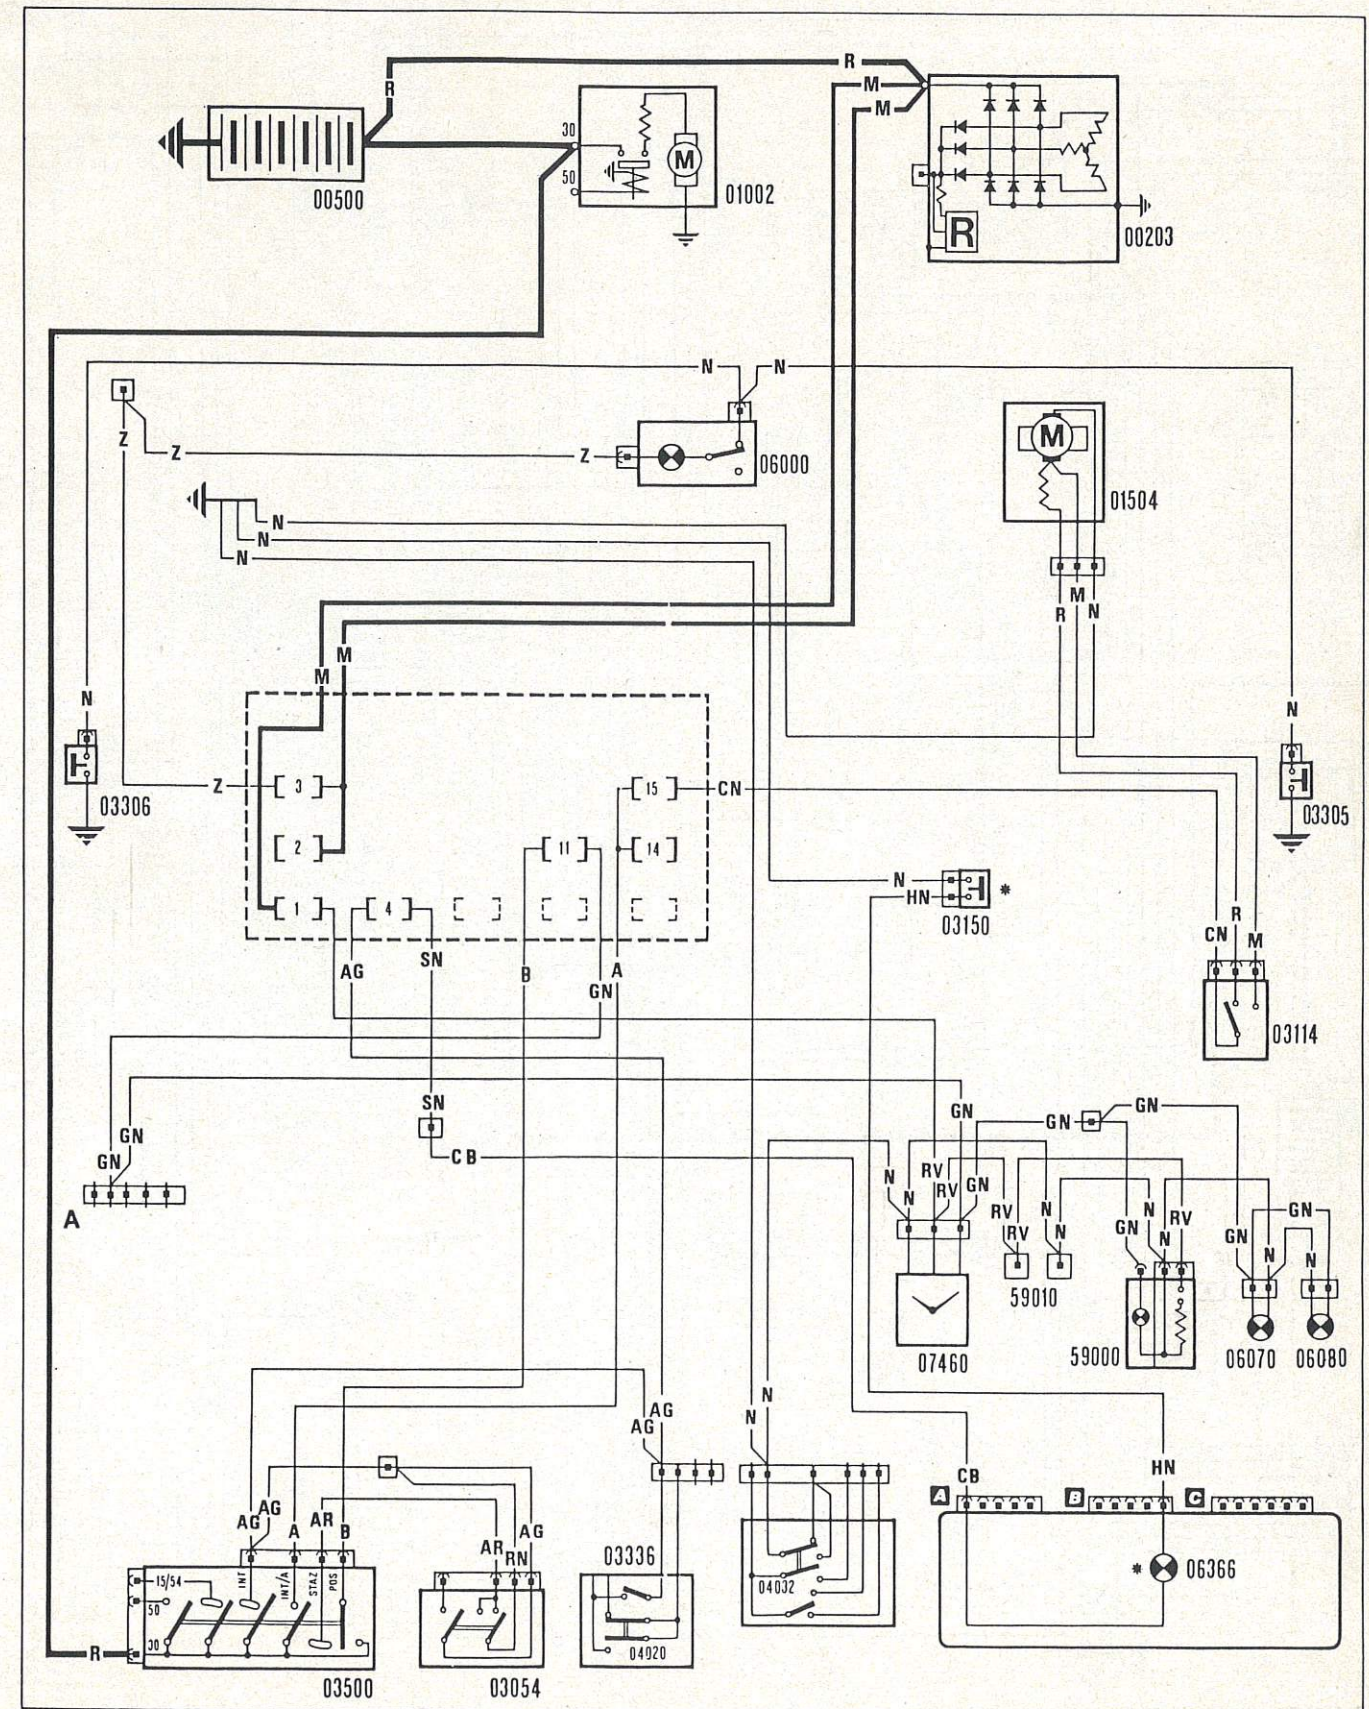 R
R
M
M
30
50
M
00500
01002
R
00203
N
N
Z
Z
Z
06000
M
01504
N
N
N
R
M
N
M
M
N
N
03306
03305
Z
3
15
CN
2
11
14
1
4
N
HN
*
03150
AG
SN
B
A
GN
CN
R
M
03114
SN
CB
GN
GN
A
GN
GN
GN
N
N
RV
RV
GN
RV
RV
N
N
GN
N
N
RV
GN
N
GN
N
59010
07460
59000
06070
06080
AG
AG
N
N
CB
HN
A
B
C
AG
AG
A
AR
B
AR
RN
AG
03336
15/54
INT
INT/A
STAZ
POS
50
30
R
03500
03054
04020
04032
*
06366